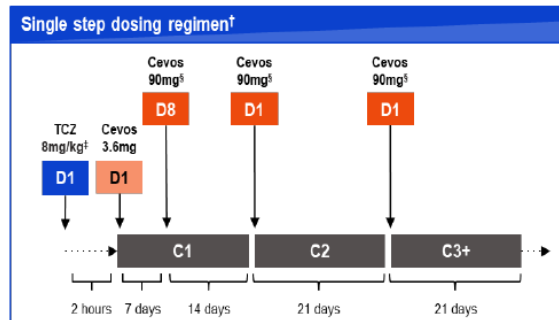 Single step dosing regimen†
Cevos
90mg§
Cevos
90mg§
Cevos
90mg§
D8
D1
D1
TCZ
8mg/kg‡
Cevos
3.6mg
D1
D1
C1
C2
C3+
2 hours
7 days
14 days
21 days
21 days